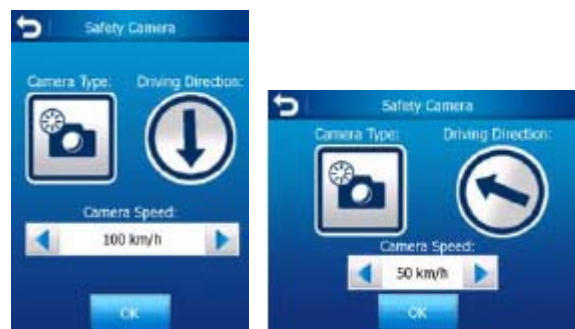 Safety Camera
Camera Type: Driving Direction:
Camera Speed:
100 km/h
OK
Safety Camera
Camera Type: Driving Direction:
Camera Speed:
50 km/h
OK